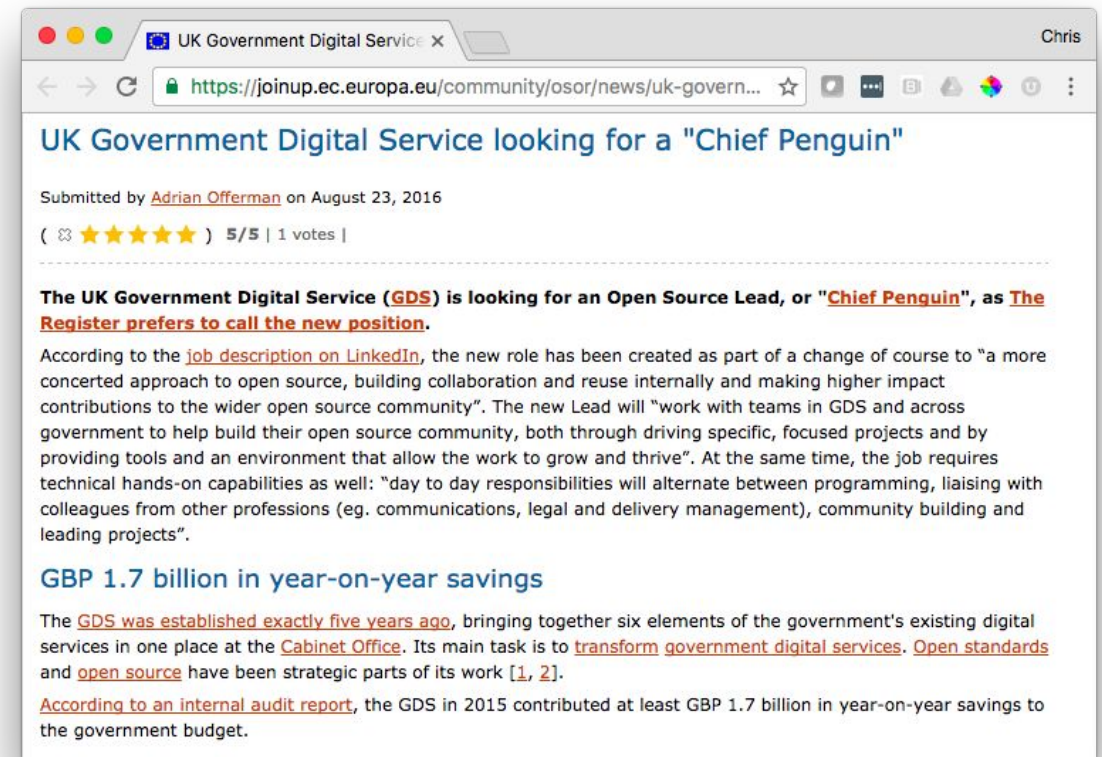 UK Government Digital Service
Chris
https://joinup.ec.europa.eu/community/osor/news/uk-govern...
UK Government Digital Service looking for a "Chief Penguin"
Submitted by Adrian Offerman on August 23, 2016
( ★★★★★ ) 5/5 | 1 votes |
The UK Government Digital Service (GDS) is looking for an Open Source Lead, or "Chief Penguin", as The
Register prefers to call the new position.
According to the job description on LinkedIn, the new role has been created as part of a change of course to “a more
concerted approach to open source, building collaboration and reuse internally and making higher impact
contributions to the wider open source community”. The new Lead will “work with teams in GDS and across
government to help build their open source community, both through driving specific, focused projects and by
providing tools and an environment that allow the work to grow and thrive”. At the same time, the job requires
technical hands-on capabilities as well: “day to day responsibilities will alternate between programming, liaising with
colleagues from other professions (eg. communications, legal and delivery management), community building and
leading projects”.
GBP 1.7 billion in year-on-year savings
The GDS was established exactly five years ago, bringing together six elements of the government's existing digital
services in one place at the Cabinet Office. Its main task is to transform government digital services. Open standards
and open source have been strategic parts of its work [1, 2].
According to an internal audit report, the GDS in 2015 contributed at least GBP 1.7 billion in year-on-year savings to
the government budget.